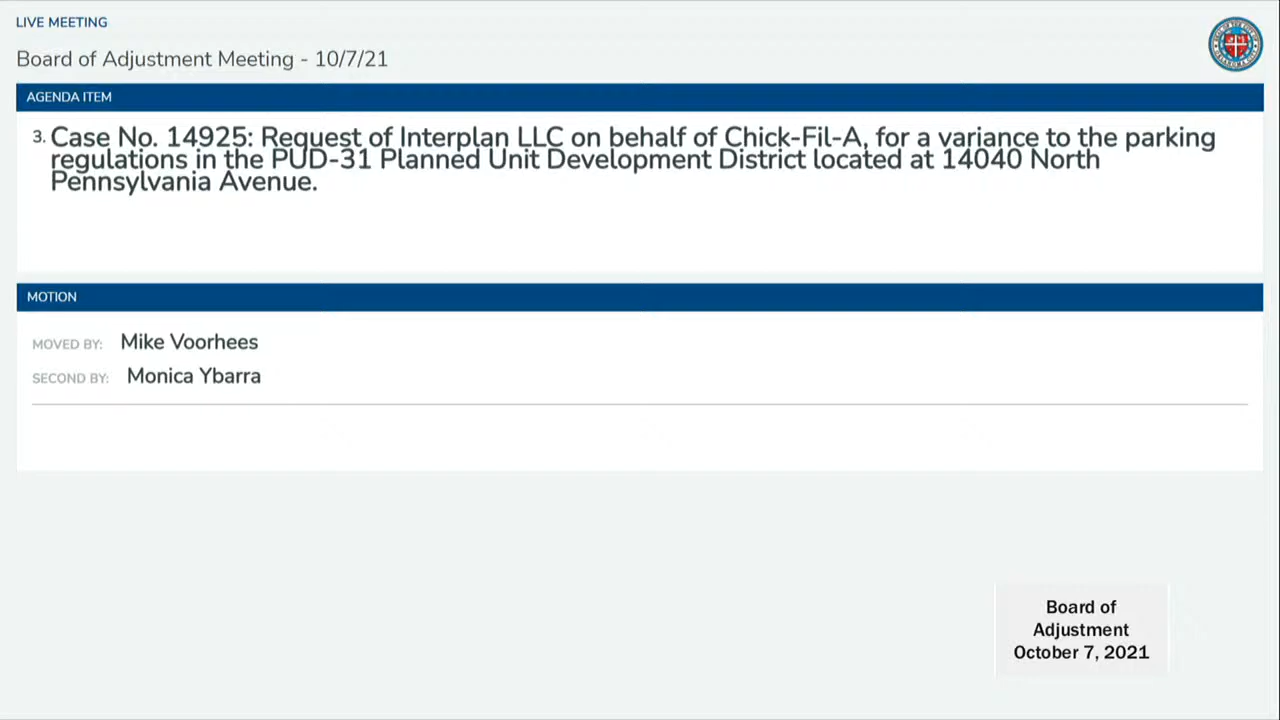 LIVE MEETING
Board of Adjustment Meeting - 10/7/21
AGENDA ITEM
3. Case No. 14925: Request of Interplan LLC on behalf of Chick-Fil-A, for a variance to the parking
regulations in the PUD-31 Planned Unit Development District located at 14040 North
Pennsylvania Avenue.
MOTION
MOVED BY: Mike Voorhees
SECOND BY: Monica Ybarra
Board of
Adjustment
October 7, 2021